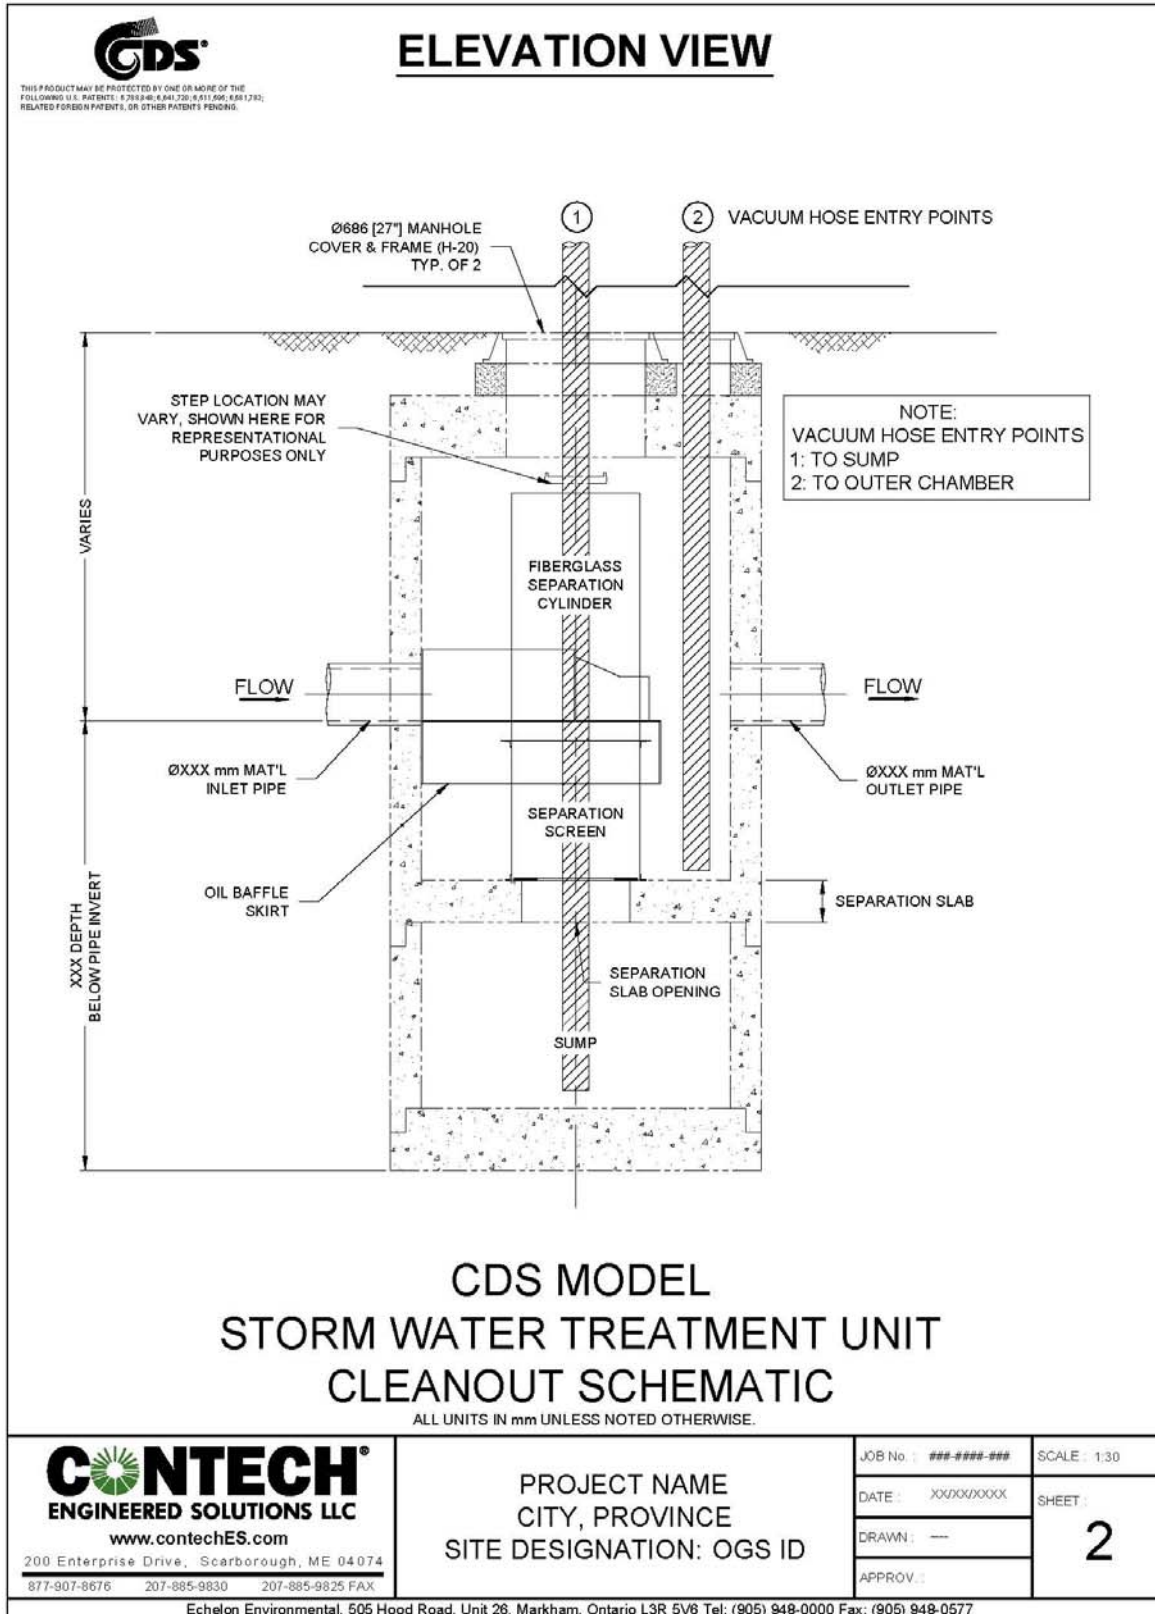 CDS®
ELEVATION VIEW
THIS PRODUCT MAY BE PROTECTED BY ONE OR MORE OF THE
FOLLOWING U.S. PATENTS:
RELATED FOREIGN PATENTS, OR OTHER PATENTS PENDING.
1
2
VACUUM HOSE ENTRY POINTS
Ø686 [27"] MANHOLE
COVER & FRAME (H-20)
TYP. OF 2
STEP LOCATION MAY
VARY, SHOWN HERE FOR
REPRESENTATIONAL
PURPOSES ONLY
NOTE:
VACUUM HOSE ENTRY POINTS
1: TO SUMP
2: TO OUTER CHAMBER
VARIES
FIBERGLASS
SEPARATION
CYLINDER
FLOW
FLOW
ØXXX mm MAT'L
INLET PIPE
ØXXX mm MAT'L
OUTLET PIPE
SEPARATION
SCREEN
OIL BAFFLE
SKIRT
SEPARATION SLAB
XXX DEPTH
BELOW PIPE INVERT
SEPARATION
SLAB OPENING
SUMP
CDS MODEL
STORM WATER TREATMENT UNIT
CLEANOUT SCHEMATIC
ALL UNITS IN mm UNLESS NOTED OTHERWISE.
CONTECH®
ENGINEERED SOLUTIONS LLC
www.contechES.com
200 Enterprise Drive, Scarborough, ME 04074
877-907-8676 207-885-9830 207-885-9825 FAX
PROJECT NAME
CITY, PROVINCE
SITE DESIGNATION: OGS ID
JOB No. : ###-####-###
SCALE : 1:30
DATE : XX/XX/XXXX
SHEET :
2
DRAWN : ----
APPROV. :
Echelon Environmental, 505 Hood Road, Unit 26, Markham, Ontario L3R 5V6 Tel: (905) 948-0000 Fax: (905) 948-0577